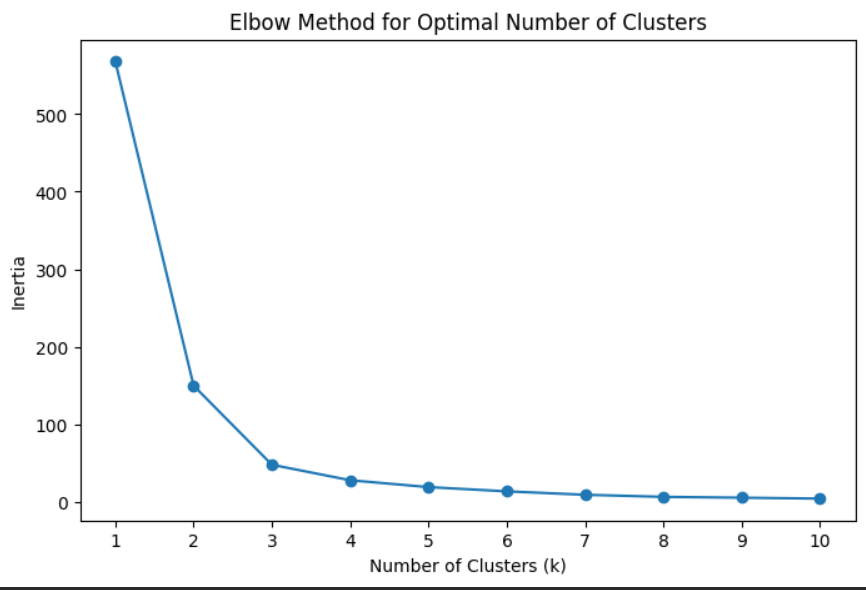 Elbow Method for Optimal Number of Clusters
500
400
300
200
100
0
Inertia
1 2 3 4 5 6 7 8 9 10
Number of Clusters (k)